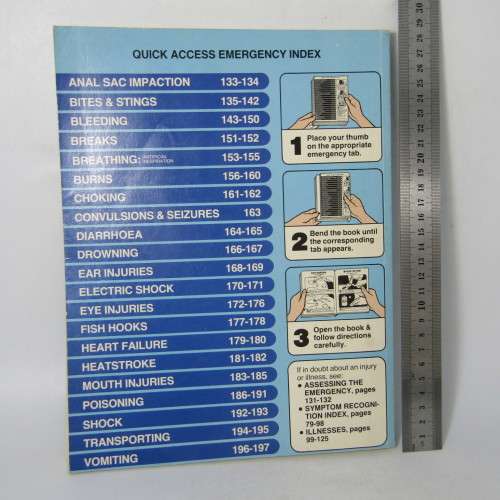 QUICK ACCESS EMERGENCY INDEX
ANAL SAC IMPACTION 133-134
BITES & STINGS 135-142
BLEEDING 143-150
BREAKS 151-152
BREATHING: ARTIFICIAL RESPIRATION 153-155
BURNS 156-160
CHOKING 161-162
CONVULSIONS & SEIZURES 163
DIARRHOEA 164-165
DROWNING 166-167
EAR INJURIES 168-169
ELECTRIC SHOCK 170-171
EYE INJURIES 172-176
FISH HOOKS 177-178
HEART FAILURE 179-180
HEATSTROKE 181-182
MOUTH INJURIES 183-185
POISONING 186-191
SHOCK 192-193
TRANSPORTING 194-195
VOMITING 196-197
1 Place your thumb
on the appropriate
emergency tab.
2 Bend the book until
the corresponding
tab appears.
3 Open the book &
follow directions
carefully.
If in doubt about an injury
or illness, see:
• ASSESSING THE
EMERGENCY, pages
131-132
• SYMPTOM RECOGNI-
TION INDEX, pages
79-98
• ILLNESSES, pages
99-125
30
29
28
27
26
25
24
23
22
21
20
19
18
17
16
15
14
13
12
11
10
9
8
7
6
5
4
3
2
1